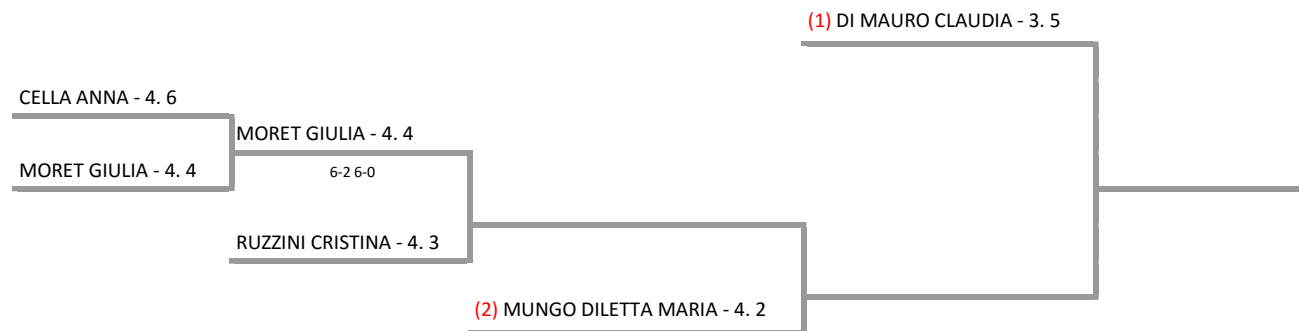 (1) DI MAURO CLAUDIA - 3. 5
CELLA ANNA - 4. 6
MORET GIULIA - 4. 4
MORET GIULIA - 4. 4
6-2 6-0
RUZZINI CRISTINA - 4. 3
(2) MUNGO DILETTA MARIA - 4. 2